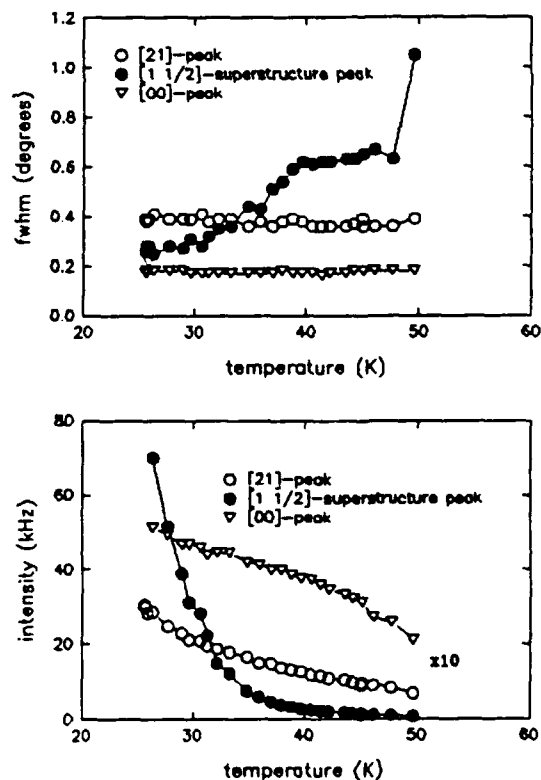 1.2
1.0
0.8
0.6
0.4
0.2
0.0
fwhm (degrees)
[21]-peak
[1 1/2]-superstructure peak
[00]-peak
20 30 40 50 60
temperature (K)
80
60
40
20
0
intensity (kHz)
[21]-peak
[1 1/2]-superstructure peak
[00]-peak
x10
20 30 40 50 60
temperature (K)